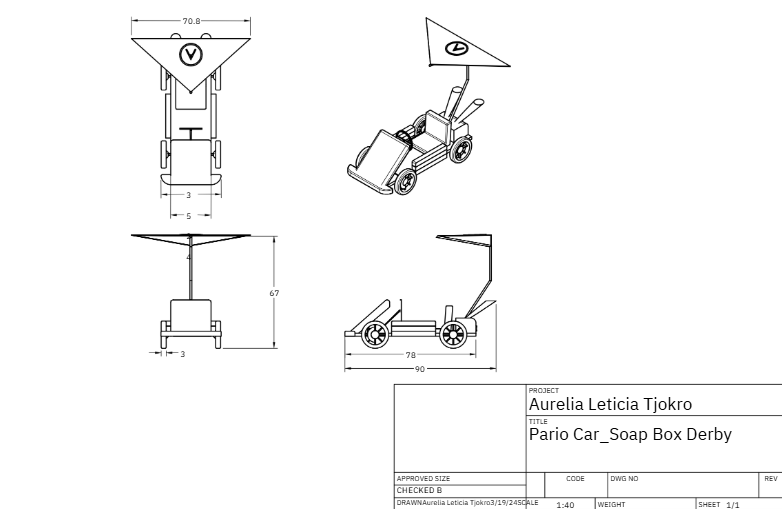 70.8
3
5
4
67
3
78
90
PROJECT
Aurelia Leticia Tjokro
TITLE
Pario Car_Soap Box Derby
APPROVED SIZE CODE DWG NO REV
CHECKED B
DRAWNAurelia Leticia Tjokro3/19/24SCALE 1:40 WEIGHT SHEET 1/1